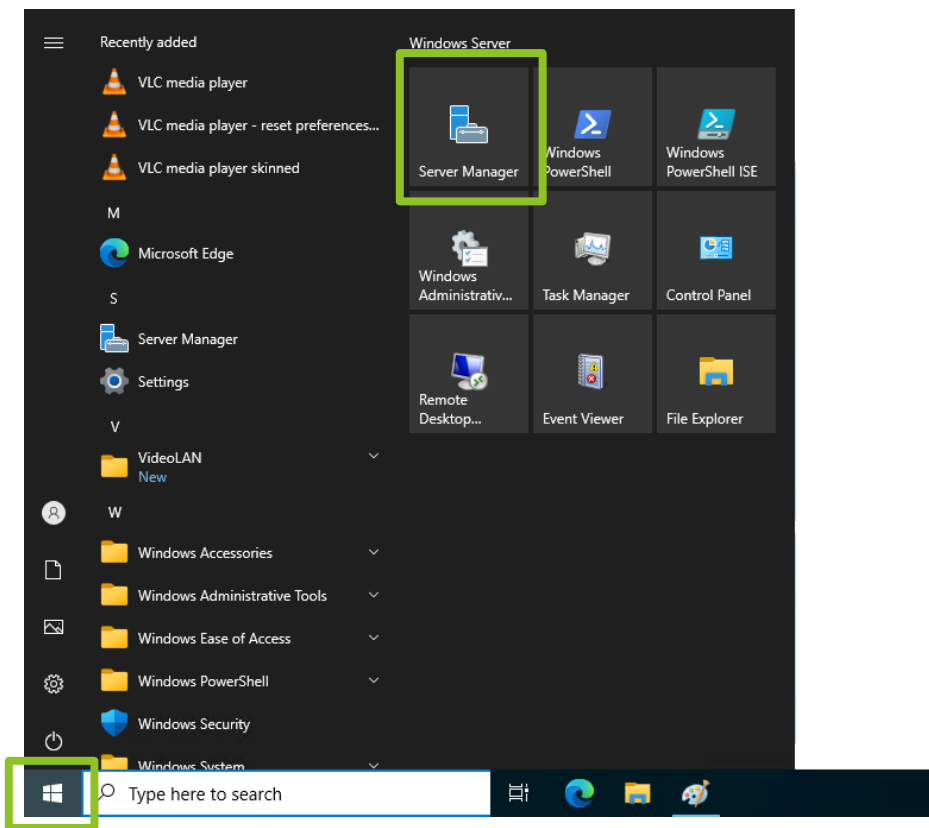 Recently added
VLC media player
VLC media player - reset preferences...
VLC media player skinned
M
Microsoft Edge
S
Server Manager
Settings
V
VideoLAN
New
W
Windows Accessories
Windows Administrative Tools
Windows Ease of Access
Windows PowerShell
Windows Security
Windows System
Windows Server
Server Manager
Windows
PowerShell
Windows
PowerShell ISE
Windows
Administrativ...
Task Manager
Control Panel
Remote
Desktop...
Event Viewer
File Explorer
Type here to search